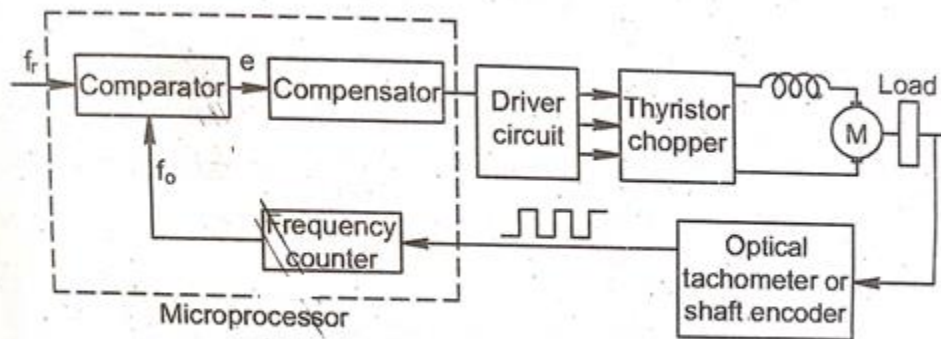 fr
Comparator
e
Compensator
Driver
circuit
Thyristor
chopper
Load
M
fo
Frequency
counter
Optical
tachometer or
shaft encoder
Microprocessor